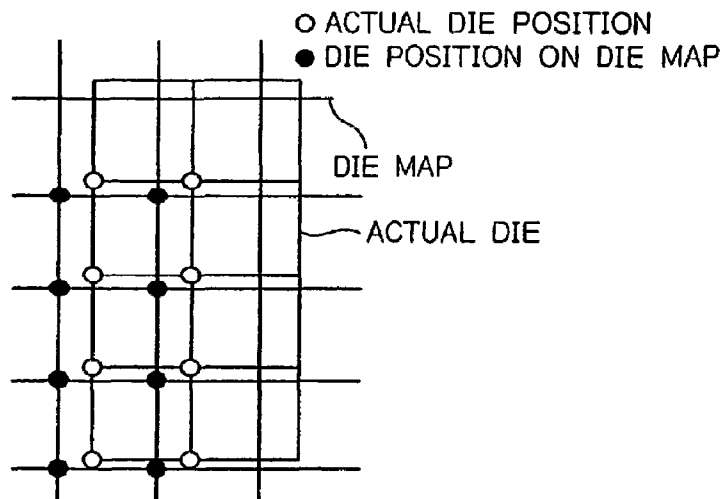 ○ ACTUAL DIE POSITION
● DIE POSITION ON DIE MAP
DIE MAP
ACTUAL DIE